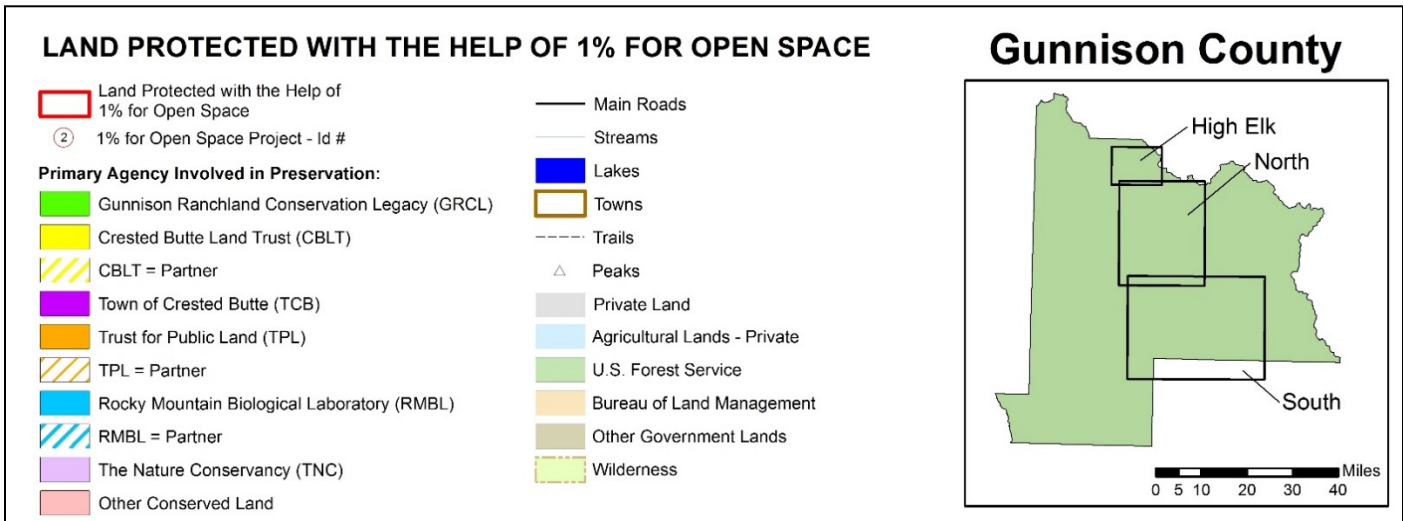 LAND PROTECTED WITH THE HELP OF 1% FOR OPEN SPACE
Land Protected with the Help of
1% for Open Space
2 1% for Open Space Project - Id #
Primary Agency Involved in Preservation:
Gunnison Ranchland Conservation Legacy (GRCL)
Crested Butte Land Trust (CBLT)
CBLT = Partner
Town of Crested Butte (TCB)
Trust for Public Land (TPL)
TPL = Partner
Rocky Mountain Biological Laboratory (RMBL)
RMBL = Partner
The Nature Conservancy (TNC)
Other Conserved Land
Main Roads
Streams
Lakes
Towns
Trails
Peaks
Private Land
Agricultural Lands - Private
U.S. Forest Service
Bureau of Land Management
Other Government Lands
Wilderness
Gunnison County
High Elk
North
South
Miles
0 5 10 20 30 40